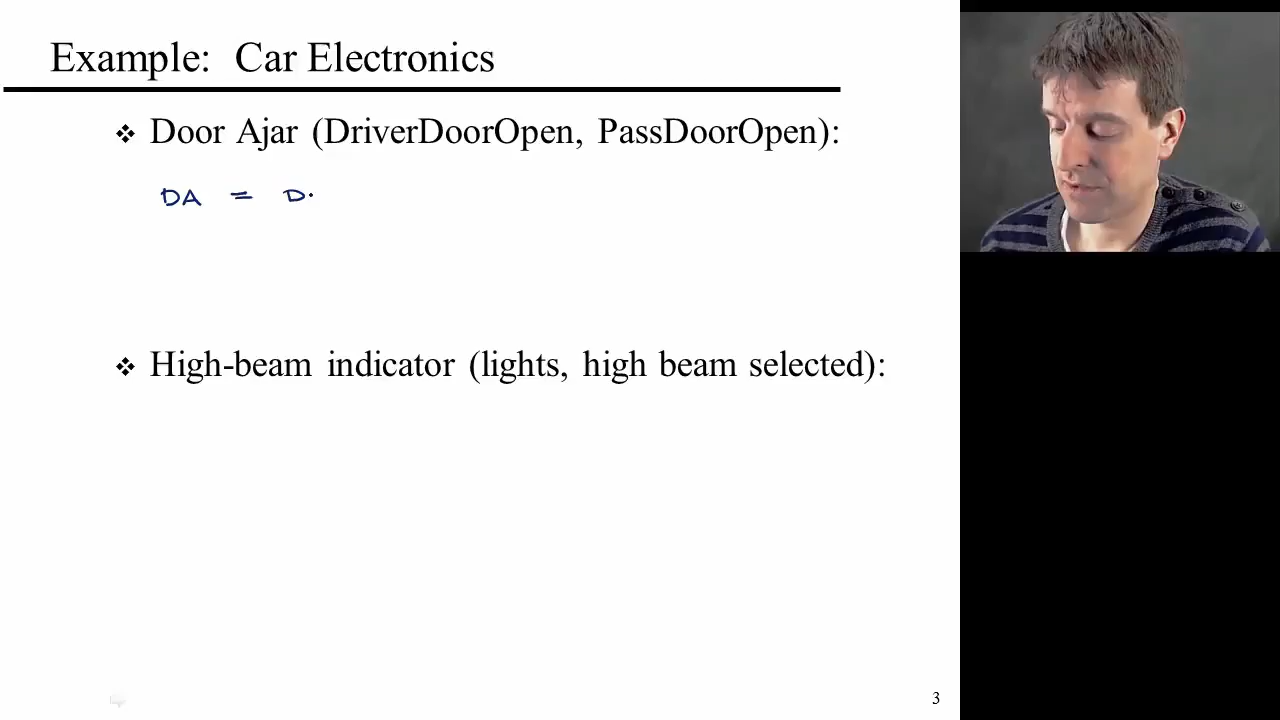 Example: Car Electronics
❖ Door Ajar (DriverDoorOpen, PassDoorOpen):
DA = D
❖ High-beam indicator (lights, high beam selected):
3